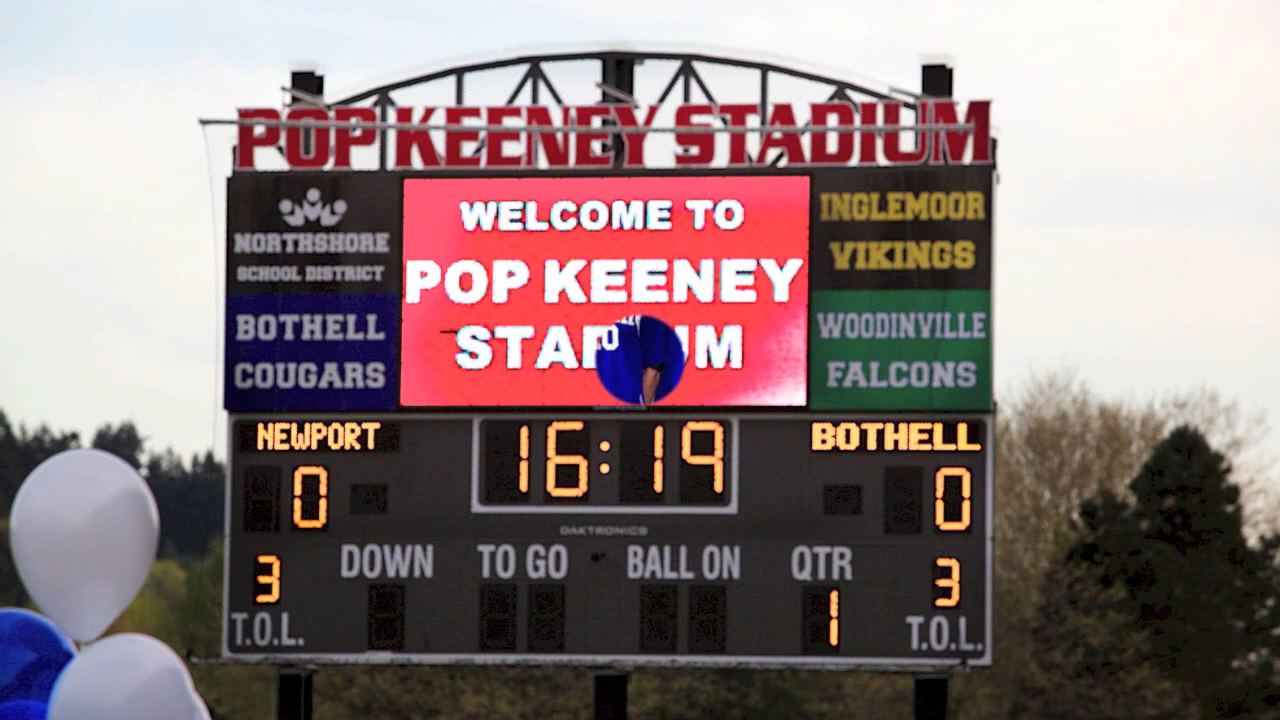 POP KEENEY STADIUM
NORTHSHORE
SCHOOL DISTRICT
BOTHELL
COUGARS
WELCOME TO
POP KEENEY
INGLEMOOR
VIKINGS
WOODINVILLE
FALCONS
NEWPORT
16:19
BOTHELL
0
0
DAKTRONICS
DOWN
TO GO
BALL ON
QTR
3
3
1
T.O.L.
T.O.L.